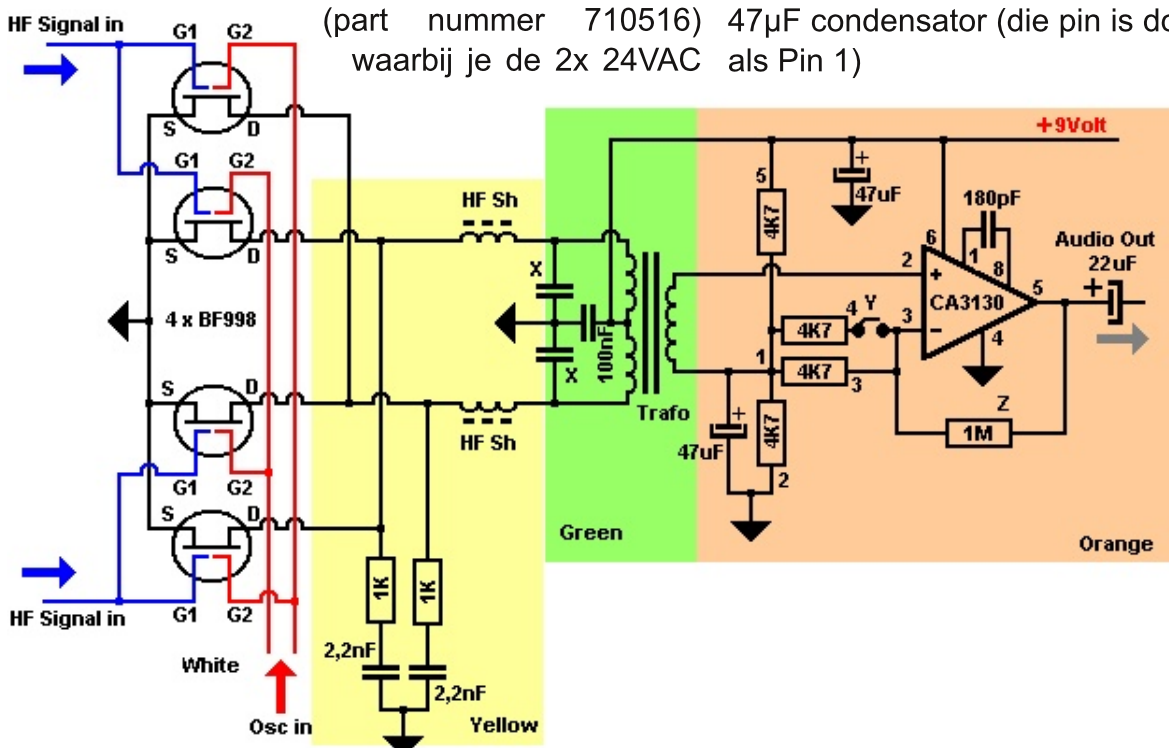 (part nummer 710516)
waarbij je de 2x 24VAC
47µF condensator (die pin is do
als Pin 1)
HF Signal in
G1 G2
S D
G1 G2
S D
4 x BF998
S D
G1 G2
S D
G1 G2
HF Signal in
White
Osc in
HF Sh
HF Sh
1K
1K
2,2nF
2,2nF
Yellow
X
X
100nF
Trafo
Green
+9Volt
5
4K7
+
47uF
180pF
6
1
8
2
+
CA3130
5
4
Y
4K7
3
-
4
1
4K7
3
+
47uF
4K7
2
Z
1M
Audio Out
22uF
+
Orange